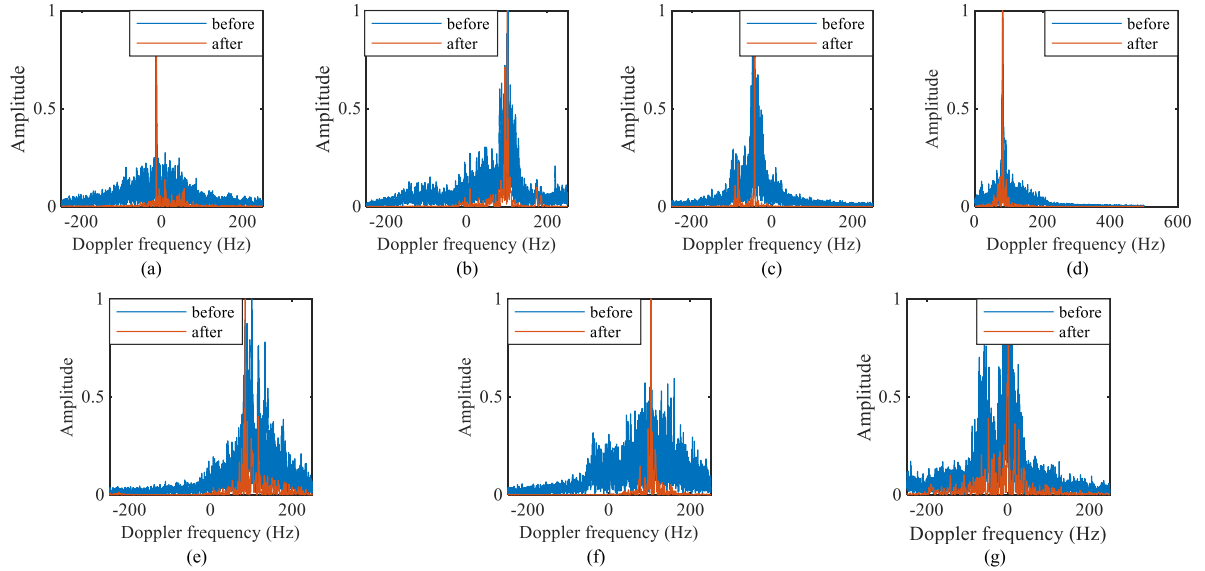 1
0.5
0
Amplitude
before
after
-200
0
200
Doppler frequency (Hz)
(a)
1
0.5
0
Amplitude
before
after
-200
0
200
Doppler frequency (Hz)
(b)
1
0.5
0
Amplitude
before
after
-200
0
200
Doppler frequency (Hz)
(c)
1
0.5
0
Amplitude
before
after
0
200
400
600
Doppler frequency (Hz)
(d)
1
0.5
0
Amplitude
before
after
-200
0
200
Doppler frequency (Hz)
(e)
1
0.5
0
Amplitude
before
after
-200
0
200
Doppler frequency (Hz)
(f)
1
0.5
0
Amplitude
before
after
-200
0
200
Doppler frequency (Hz)
(g)